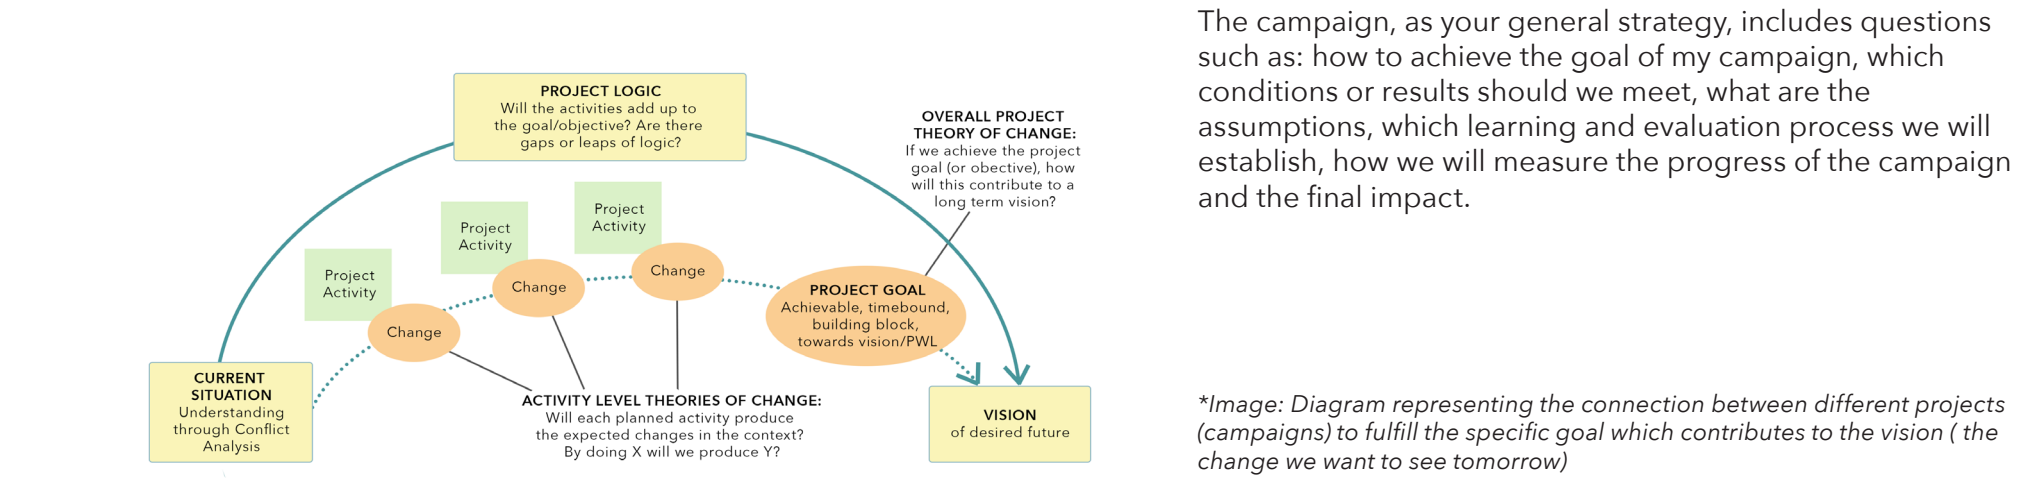 PROJECT LOGIC
Will the activities add up to
the goal/objective? Are there
gaps or leaps of logic?
OVERALL PROJECT
THEORY OF CHANGE:
If we achieve the project
goal (or obective), how
will this contribute to a
long term vision?
Project
Activity
Project
Activity
Project
Activity
Change
Change
Change
PROJECT GOAL
Achievable, timebound,
building block,
towards vision/PWL
CURRENT
SITUATION
Understanding
through Conflict
Analysis
ACTIVITY LEVEL THEORIES OF CHANGE:
Will each planned activity produce
the expected changes in the context?
By doing X will we produce Y?
VISION
of desired future
The campaign, as your general strategy, includes questions
such as: how to achieve the goal of my campaign, which
conditions or results should we meet, what are the
assumptions, which learning and evaluation process we will
establish, how we will measure the progress of the campaign
and the final impact.
*Image: Diagram representing the connection between different projects
(campaigns) to fulfill the specific goal which contributes to the vision ( the
change we want to see tomorrow)